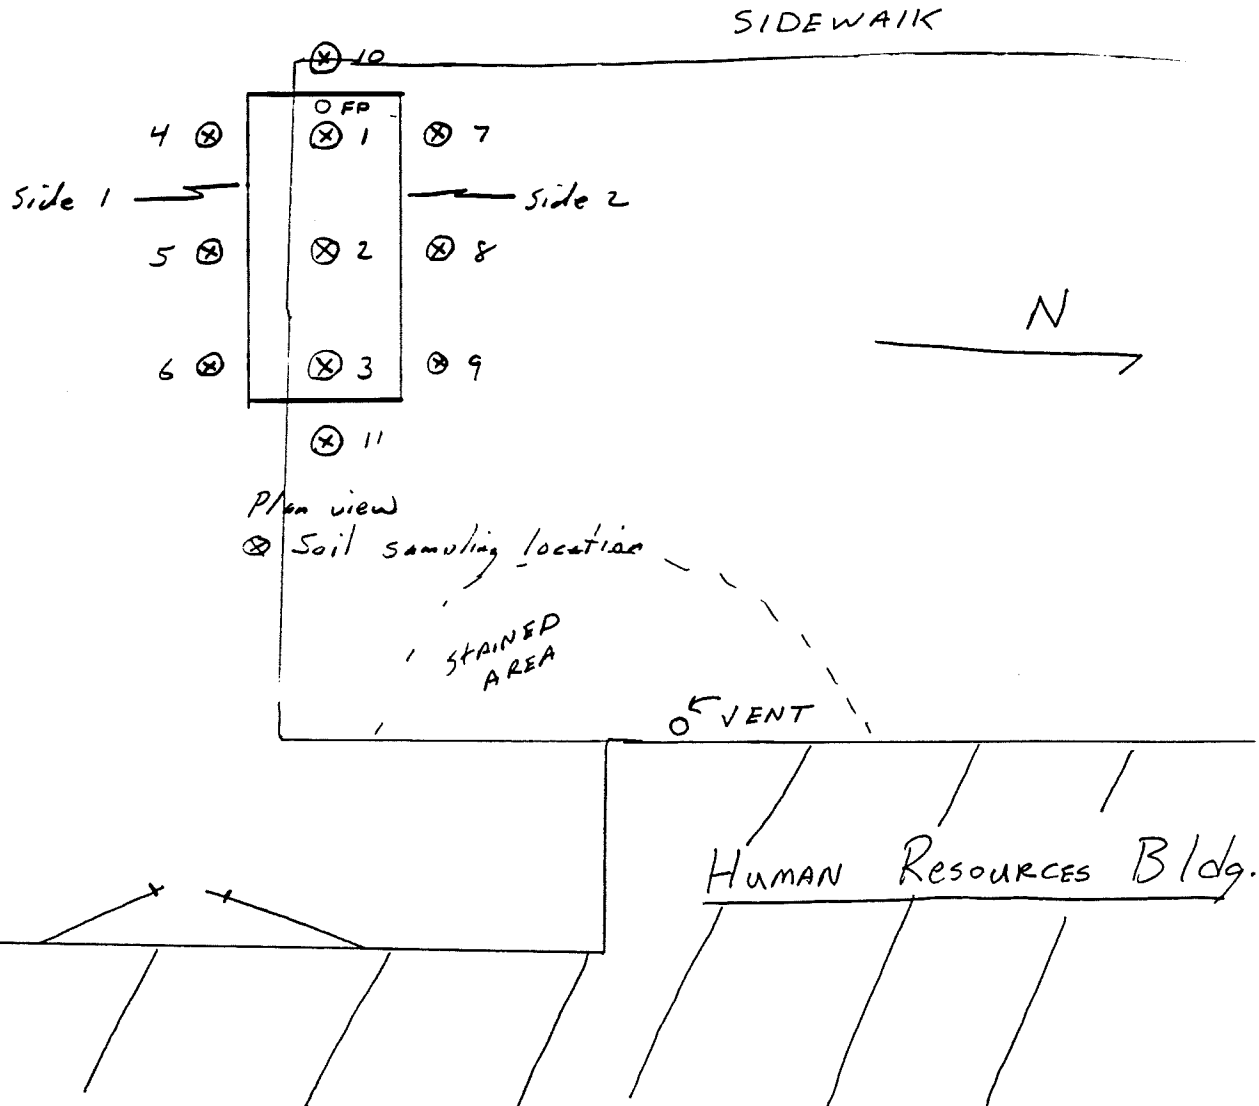 SIDEWALK
10
FP
4
1
7
Side 1
Side 2
5
2
8
N
6
3
9
11
Plan view
Soil sampling location
STAINED
AREA
VENT
HUMAN RESOURCES Bldg.